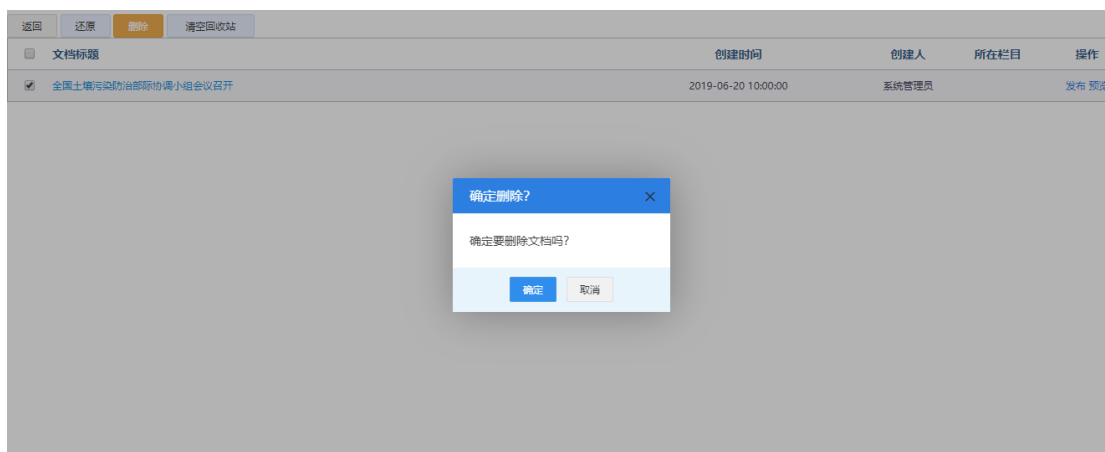 返回 还原 删除 清空回收站
文档标题 创建时间 创建人 所在栏目 操作
全国土壤污染防治部际协调小组会议召开 2019-06-20 10:00:00 系统管理员 发布 预览
确定删除?
确定要删除文档吗?
确定 取消